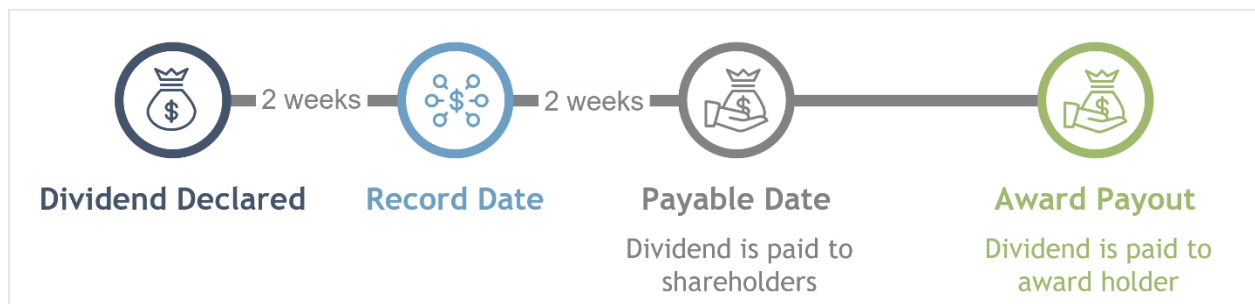 2 weeks
2 weeks
Dividend Declared
Record Date
Payable Date
Award Payout
Dividend is paid to
shareholders
Dividend is paid to
award holder